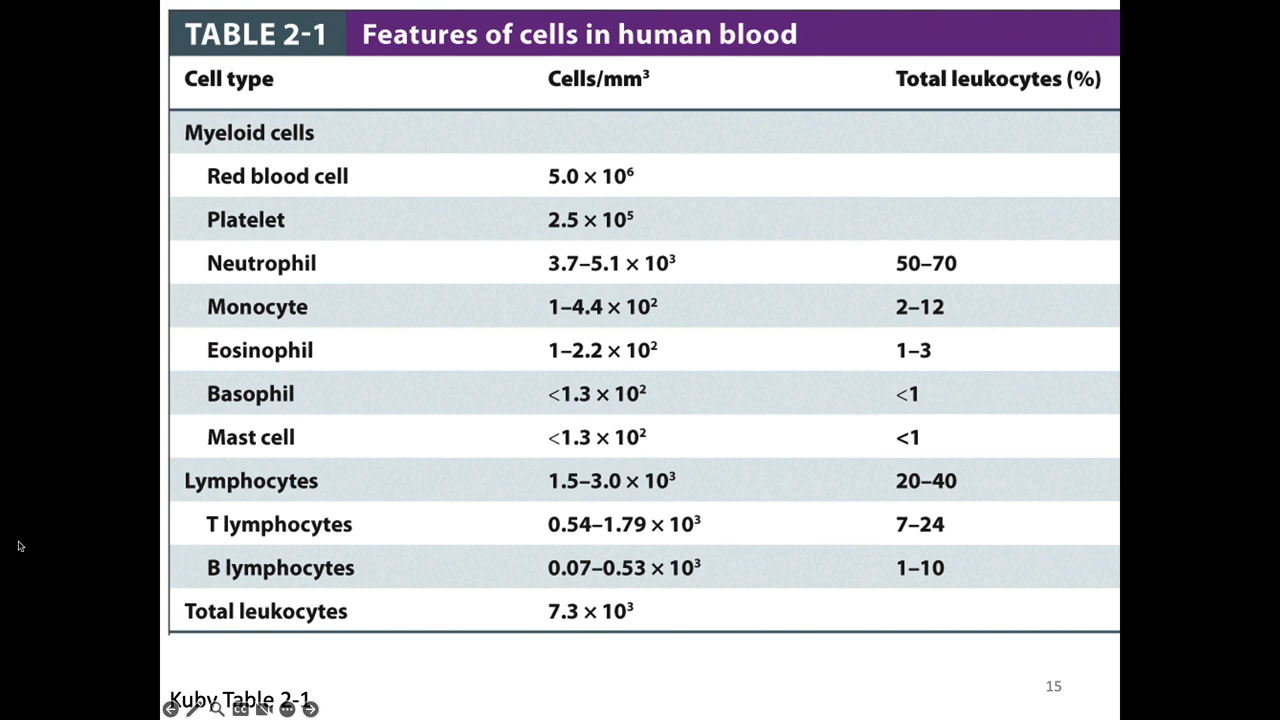 TABLE 2-1 Features of cells in human blood
Cell type Cells/mm³ Total leukocytes (%)
Myeloid cells
Red blood cell 5.0 × 10⁶
Platelet 2.5 × 10⁵
Neutrophil 3.7–5.1 × 10³ 50–70
Monocyte 1–4.4 × 10² 2–12
Eosinophil 1–2.2 × 10² 1–3
Basophil <1.3 × 10² <1
Mast cell <1.3 × 10² <1
Lymphocytes 1.5–3.0 × 10³ 20–40
T lymphocytes 0.54–1.79 × 10³ 7–24
B lymphocytes 0.07–0.53 × 10³ 1–10
Total leukocytes 7.3 × 10³
15
Kuby Table 2-1
CC